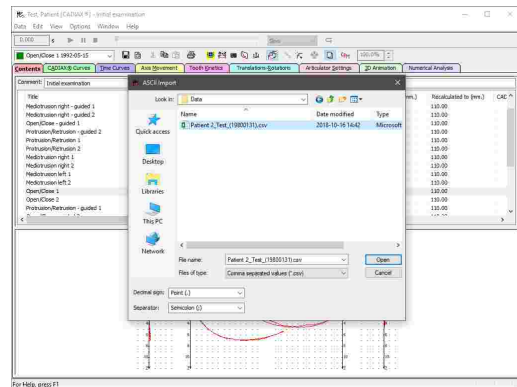 Test, Patient (CADIAX ®) - Initial examination
Data Edit View Options Window Help
0.000
Slow
Open/Close 1 1992-05-15
100.0%
Contents CADIAX® Curves Time Curves Axis Movement Tooth Kinetics Translations-Rotations Articulator Settings 3D Animation Numerical Analysis
Comment: Initial examination
Title
Mediotrusion right - guided 1
Mediotrusion right - guided 2
Open/Close - guided 1
Protrusion/Retrusion - guided 2
Protrusion/Retrusion 1
Mediotrusion right 1
Mediotrusion right 2
Mediotrusion left 1
Mediotrusion left 2
Open/Close 1
Open/Close 2
Protrusion/Retrusion - guided 1
ASCII Import
Look in: Data
Quick access
Desktop
Libraries
This PC
Network
Name Date modified Type
Patient 2_Test_(19800131).csv 2018-10-16 14:42 Microsoft
File name: Patient 2_Test_(19800131).csv Open
Files of type: Comma separated values (*.csv) Cancel
Decimal sign: Point (.)
Separator: Semicolon (;)
Recalculated to (mm.) CAC
110.00
110.00
110.00
110.00
110.00
110.00
110.00
110.00
110.00
110.00
110.00
110.00
For Help, press F1